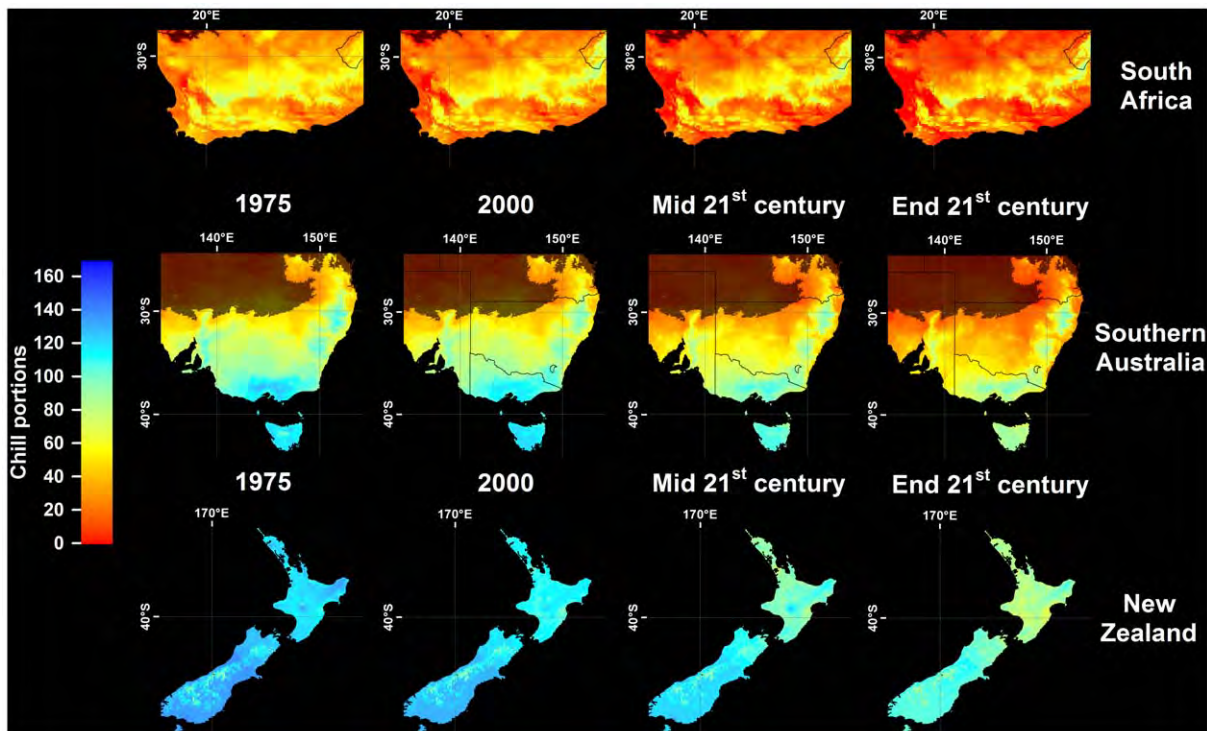 20°E 20°E 20°E 20°E
30°S 30°S 30°S 30°S
South
Africa
1975 2000 Mid 21st century End 21st century
140°E 150°E 140°E 150°E 140°E 150°E 140°E 150°E
Chill portions
160
140
120
100
80
60
40
20
0
30°S 30°S 30°S 30°S
Southern
Australia
40°S 40°S 40°S 40°S
1975 2000 Mid 21st century End 21st century
170°E 170°E 170°E 170°E
40°S 40°S 40°S 40°S
New
Zealand